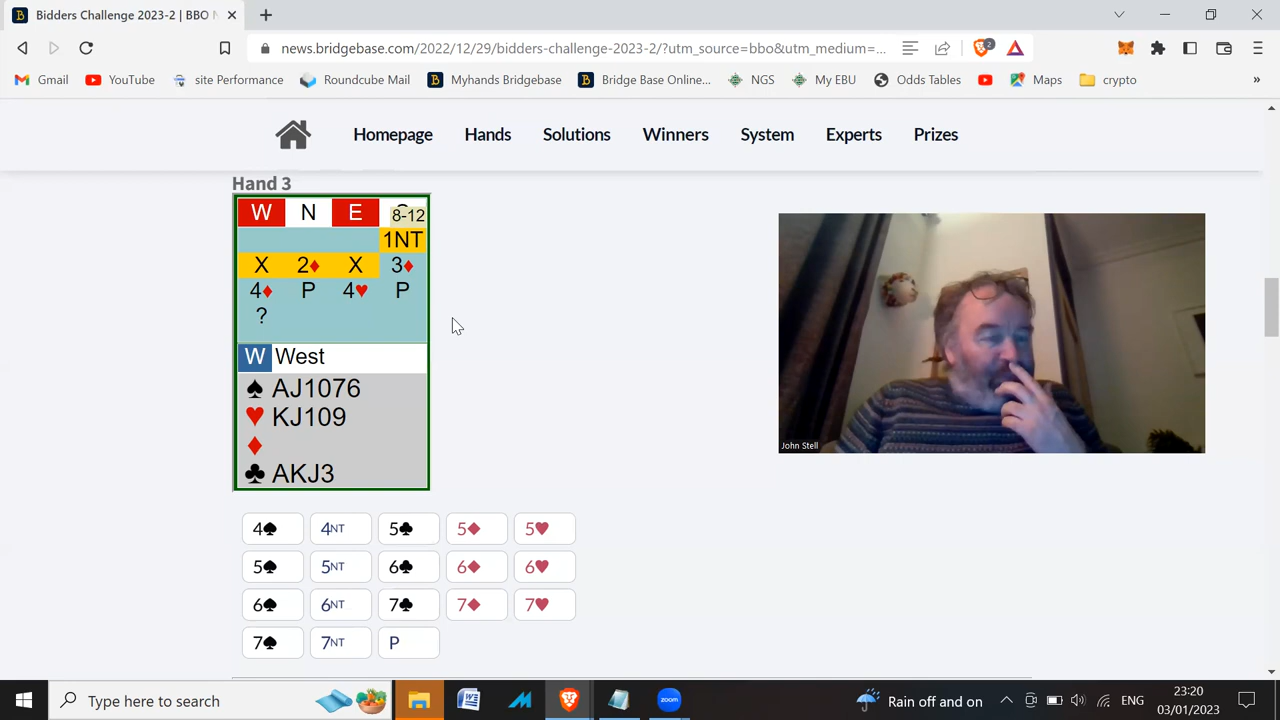 Bidders Challenge 2023-2 | BBO
news.bridgebase.com/2022/12/29/bidders-challenge-2023-2/?utm_source=bbo&utm_medium=...
2
Gmail YouTube site Performance Roundcube Mail Myhands Bridgebase Bridge Base Online... NGS My EBU Odds Tables Maps crypto »
Homepage Hands Solutions Winners System Experts Prizes
Hand 3
W N E 8-12
1NT
X 2♦ X 3♦
4♦ P 4♥ P
?
W West
♠ AJ1076
♥ KJ109
♦
♣ AKJ3
John Stell
4♠ 4NT 5♣ 5♦ 5♥
5♠ 5NT 6♣ 6♦ 6♥
6♠ 6NT 7♣ 7♦ 7♥
7♠ 7NT P
Type here to search
zoom
Rain off and on
ENG
23:20
03/01/2023